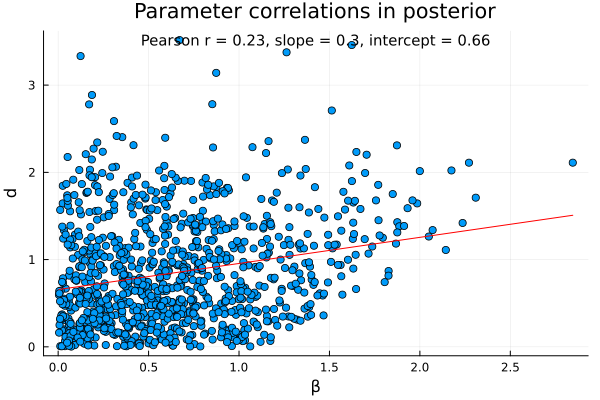 Parameter correlations in posterior
Pearson r = 0.23, slope = 0.3, intercept = 0.66
3
2
d
1
0
0.0 0.5 1.0 1.5 2.0 2.5
β